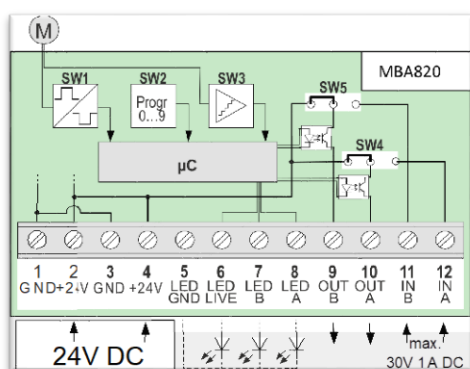 M
MBA820
SW1
SW2
SW3
SW5
Progr
0...9
SW4
µC
1 2 3 4 5 6 7 8 9 10 11 12
GND +24V GND +24V LED LED LED LED OUT OUT IN IN
GND LIVE B A B A B A
24V DC
max.
30V 1A DC